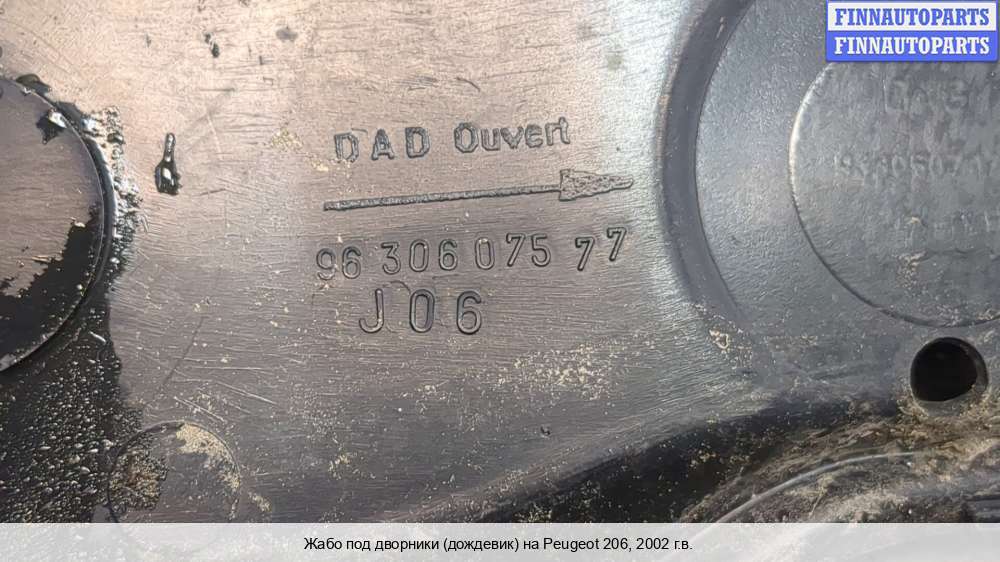 FINNAUTOPARTS
FINNAUTOPARTS
DAD Ouvert
96 306 075 77
J06
Жабо под дворники (дождевик) на Peugeot 206, 2002 г.в.